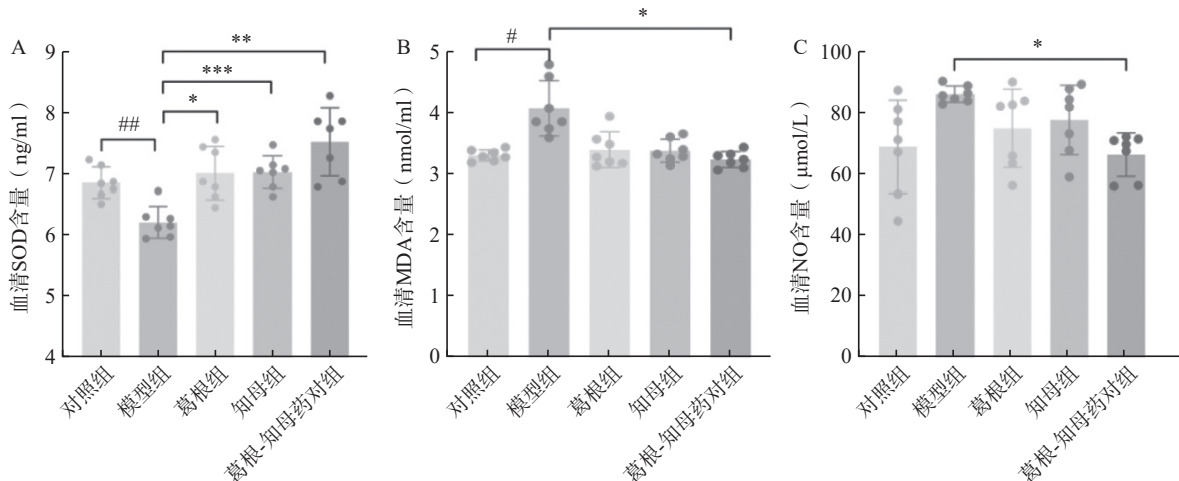 A
血清SOD含量（ng/ml）
9
8
7
6
5
4
##
*
***
**
对照组
模型组
葛根组
知母组
葛根-知母药对组
B
血清MDA含量（nmol/ml）
5
4
3
2
1
0
#
*
对照组
模型组
葛根组
知母组
葛根-知母药对组
C
血清NO含量（μmol/L）
100
80
60
40
20
0
*
对照组
模型组
葛根组
知母组
葛根-知母药对组